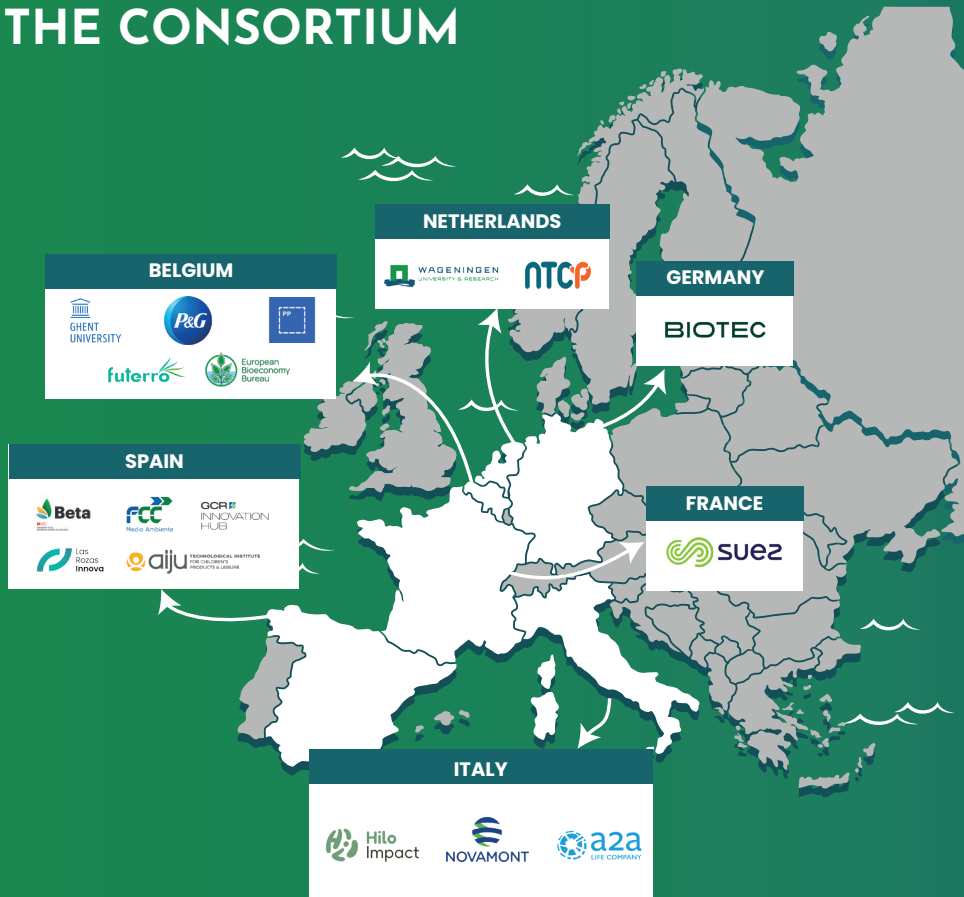 THE CONSORTIUM
NETHERLANDS
WAGENINGEN
UNIVERSITY & RESEARCH
NTCP
BELGIUM
GHENT
UNIVERSITY
P&G
PP
futerro
European
Bioeconomy
Bureau
GERMANY
BIOTEC
SPAIN
Beta
FCC
Medio Ambiente
GCR
INNOVATION
HUB
Las
Rozas
Innova
aiju
TECHNOLOGICAL INSTITUTE
FOR CHILDREN'S
PRODUCTS & LEISURE
FRANCE
suez
ITALY
Hilo
Impact
NOVAMONT
a2a
LIFE COMPANY